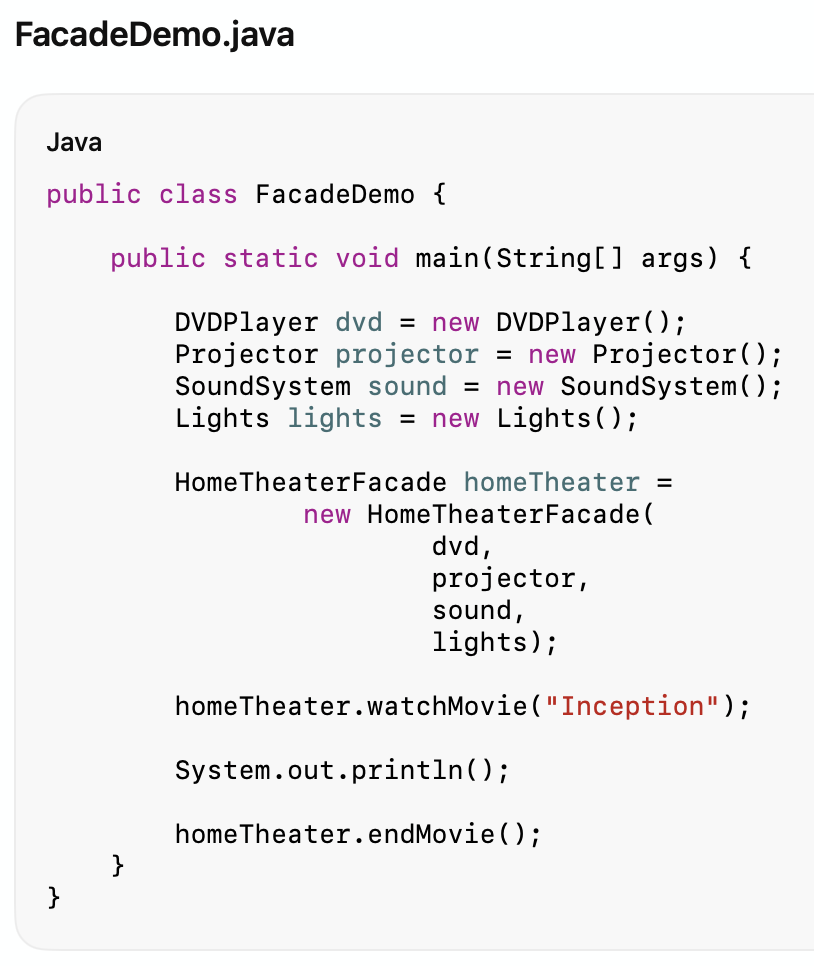 FacadeDemo.java
Java
public class FacadeDemo {
public static void main(String[] args) {
DVDPlayer dvd = new DVDPlayer();
Projector projector = new Projector();
SoundSystem sound = new SoundSystem();
Lights lights = new Lights();
HomeTheaterFacade homeTheater =
new HomeTheaterFacade(
dvd,
projector,
sound,
lights);
homeTheater.watchMovie("Inception");
System.out.println();
homeTheater.endMovie();
}
}